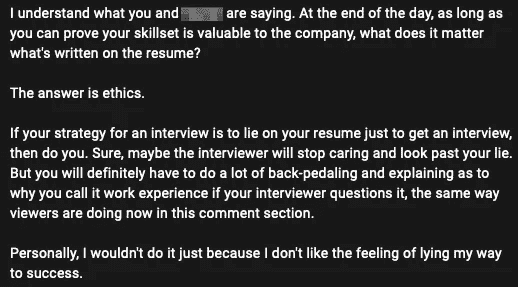 I understand what you and are saying. At the end of the day, as long as
you can prove your skillset is valuable to the company, what does it matter
what's written on the resume?
The answer is ethics.
If your strategy for an interview is to lie on your resume just to get an interview,
then do you. Sure, maybe the interviewer will stop caring and look past your lie.
But you will definitely have to do a lot of back-pedaling and explaining as to
why you call it work experience if your interviewer questions it, the same way
viewers are doing now in this comment section.
Personally, I wouldn't do it just because I don't like the feeling of lying my way
to success.